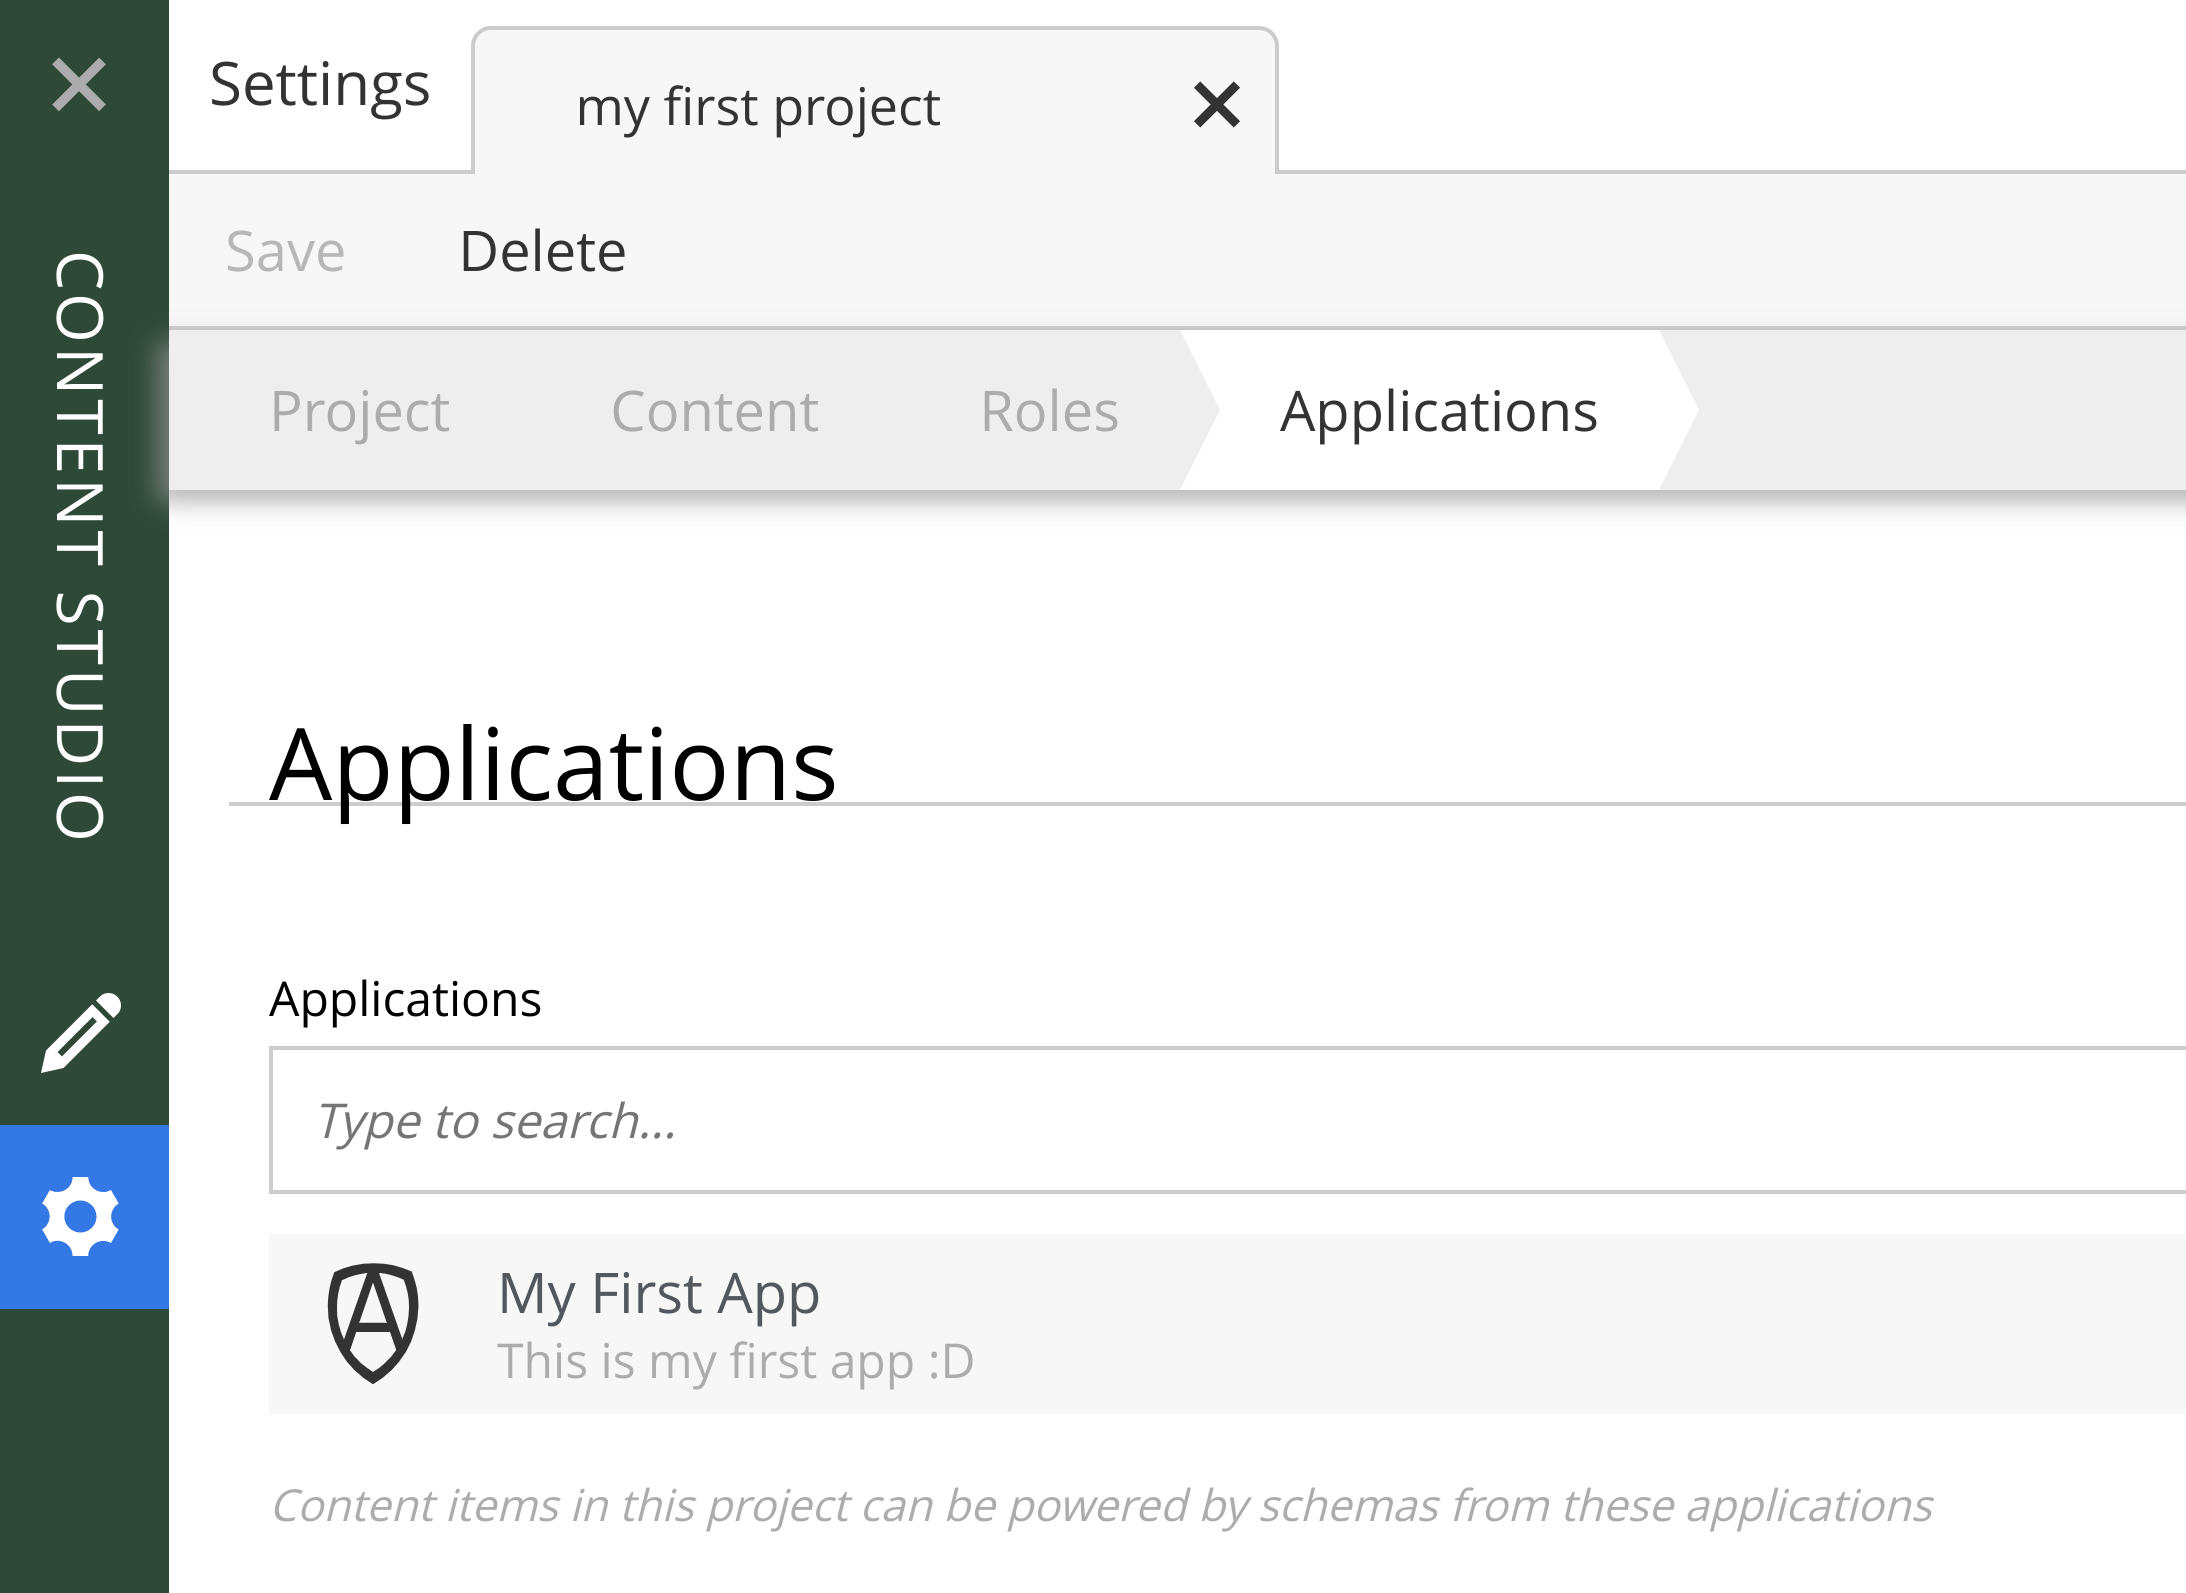 Settings
my first project
Save Delete
CONTENT STUDIO
Project Content Roles Applications
Applications
Applications
Type to search...
My First App
This is my first app :D
Content items in this project can be powered by schemas from these applications